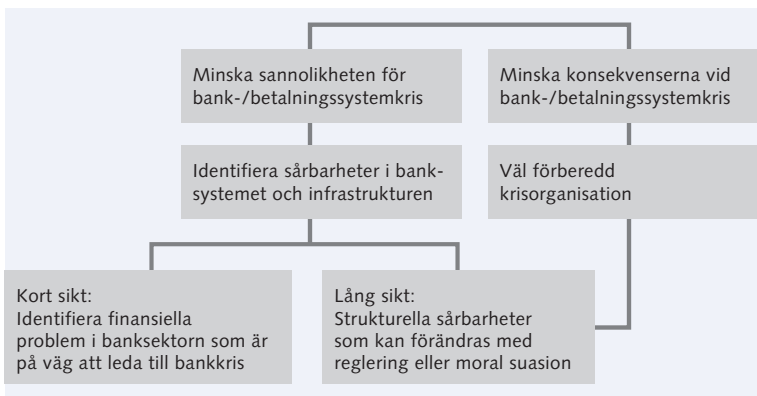 Minska sannolikheten för
bank-/betalningssystemkris
Minska konsekvenserna vid
bank-/betalningssystemkris
Identifiera sårbarheter i bank-
systemet och infrastrukturen
Väl förberedd
krisorganisation
Kort sikt:
Identifiera finansiella
problem i banksektorn som är
på väg att leda till bankkris
Lång sikt:
Strukturella sårbarheter
som kan förändras med
reglering eller moral suasion